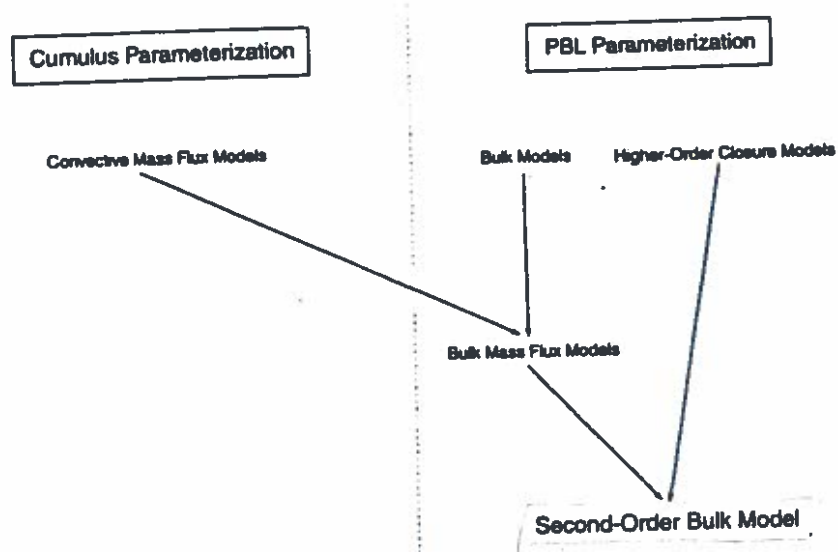 Cumulus Parameterization
PBL Parameterization
Convective Mass Flux Models
Bulk Models
Higher-Order Closure Models
Bulk Mass Flux Models
Second-Order Bulk Model